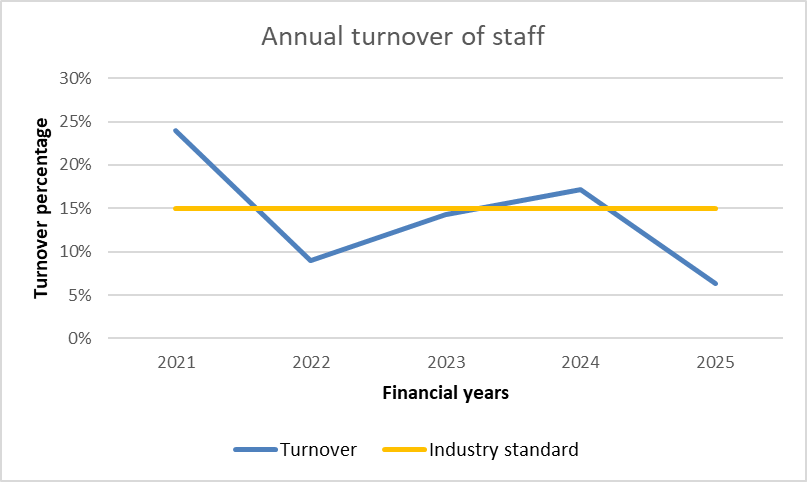 Annual turnover of staff
30%
25%
20%
15%
10%
5%
0%
Turnover percentage
2021 2022 2023 2024 2025
Financial years
Turnover Industry standard